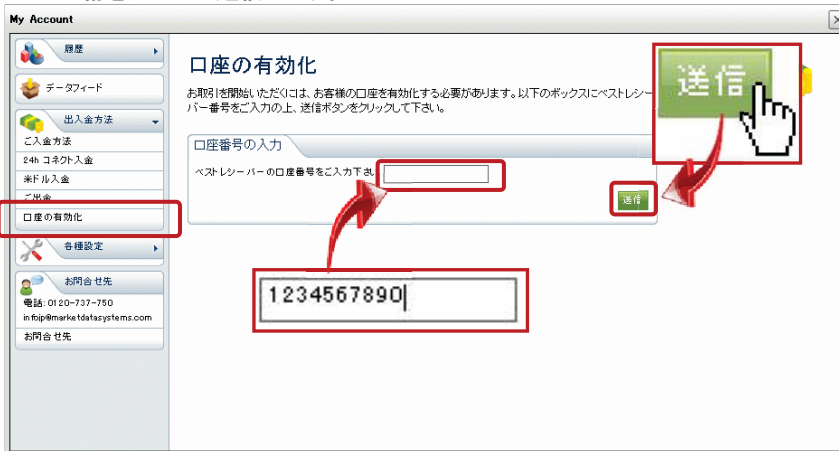 My Account
履歴
データフィード
出入金方法
ご入金方法
24h コネクト入金
米ドル入金
ご出金
口座の有効化
各種設定
お問合せ先
電話: 0120-737-750
infojp@marketdatasystems.com
お問合せ先
口座の有効化
お取引を開始いただくには、お客様の口座を有効化する必要があります。以下のボックスにベストレシー
バー番号をご入力の上、送信ボタンをクリックして下さい。
口座番号の入力
ベストレシーバーの口座番号をご入力下さ
送信
1234567890
送信